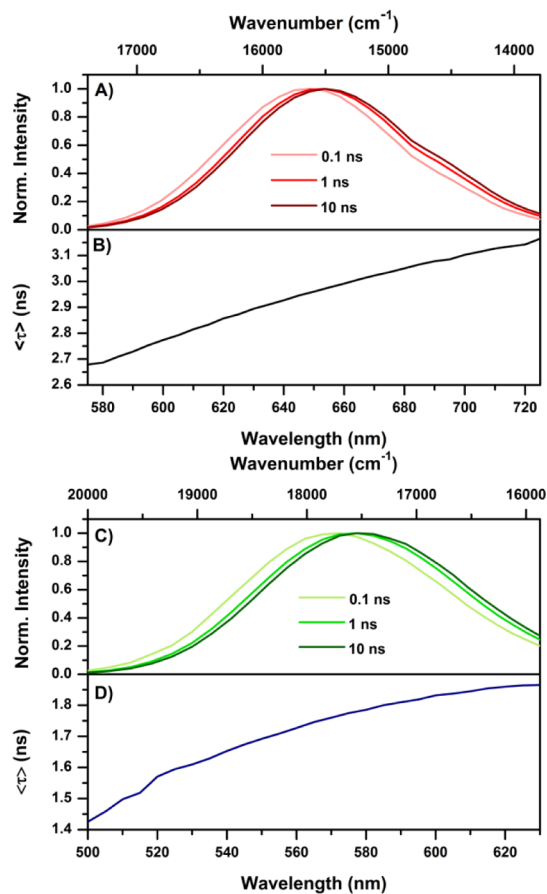 Wavenumber (cm⁻¹)
17000 16000 15000 14000
A)
Norm. Intensity
1.0
0.8
0.6
0.4
0.2
0.0
0.1 ns
1 ns
10 ns
B)
<τ> (ns)
3.1
3.0
2.9
2.8
2.7
2.6
580 600 620 640 660 680 700 720
Wavelength (nm)
Wavenumber (cm⁻¹)
20000 19000 18000 17000 16000
C)
Norm. Intensity
1.0
0.8
0.6
0.4
0.2
0.0
0.1 ns
1 ns
10 ns
D)
<τ> (ns)
1.8
1.7
1.6
1.5
1.4
500 520 540 560 580 600 620
Wavelength (nm)